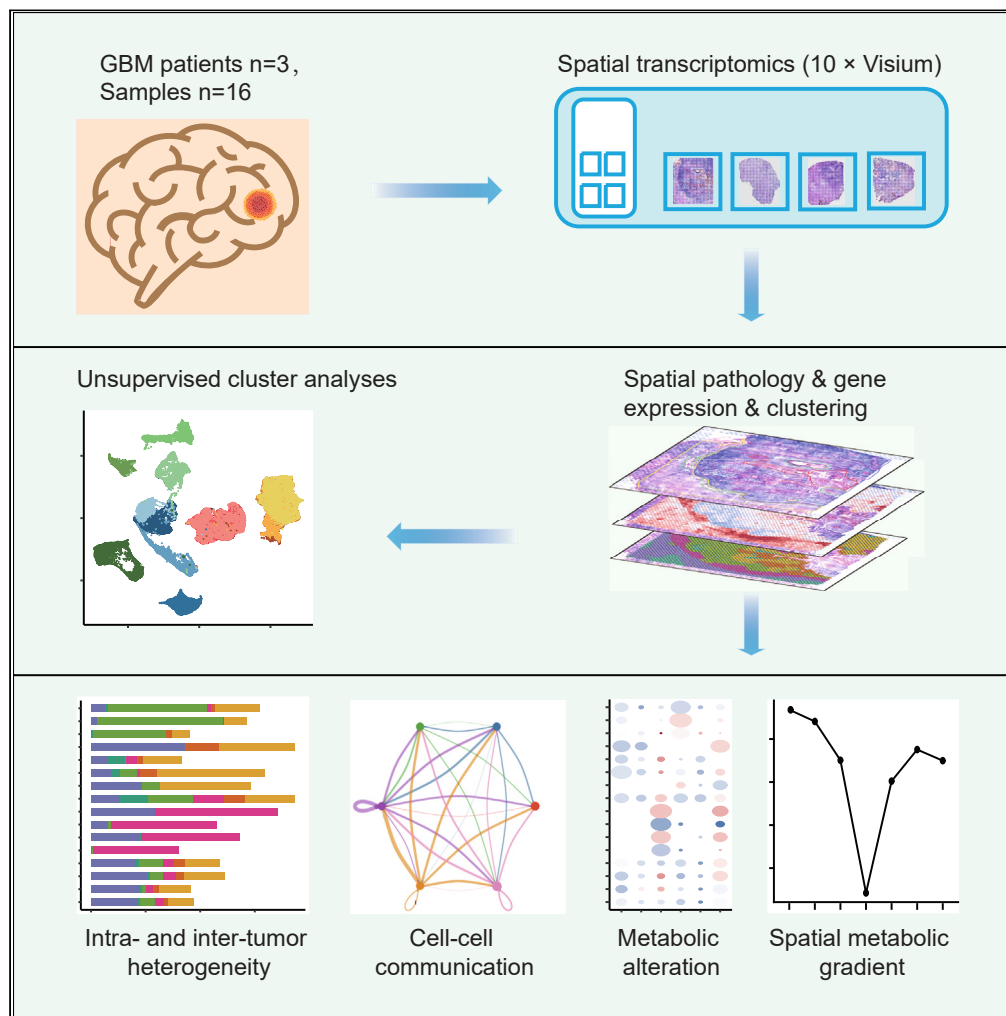 GBM patients n=3,
Samples n=16
Spatial transcriptomics (10 × Visium)
Unsupervised cluster analyses
Spatial pathology & gene
expression & clustering
Intra- and inter-tumor
heterogeneity
Cell-cell
communication
Metabolic
alteration
Spatial metabolic
gradient